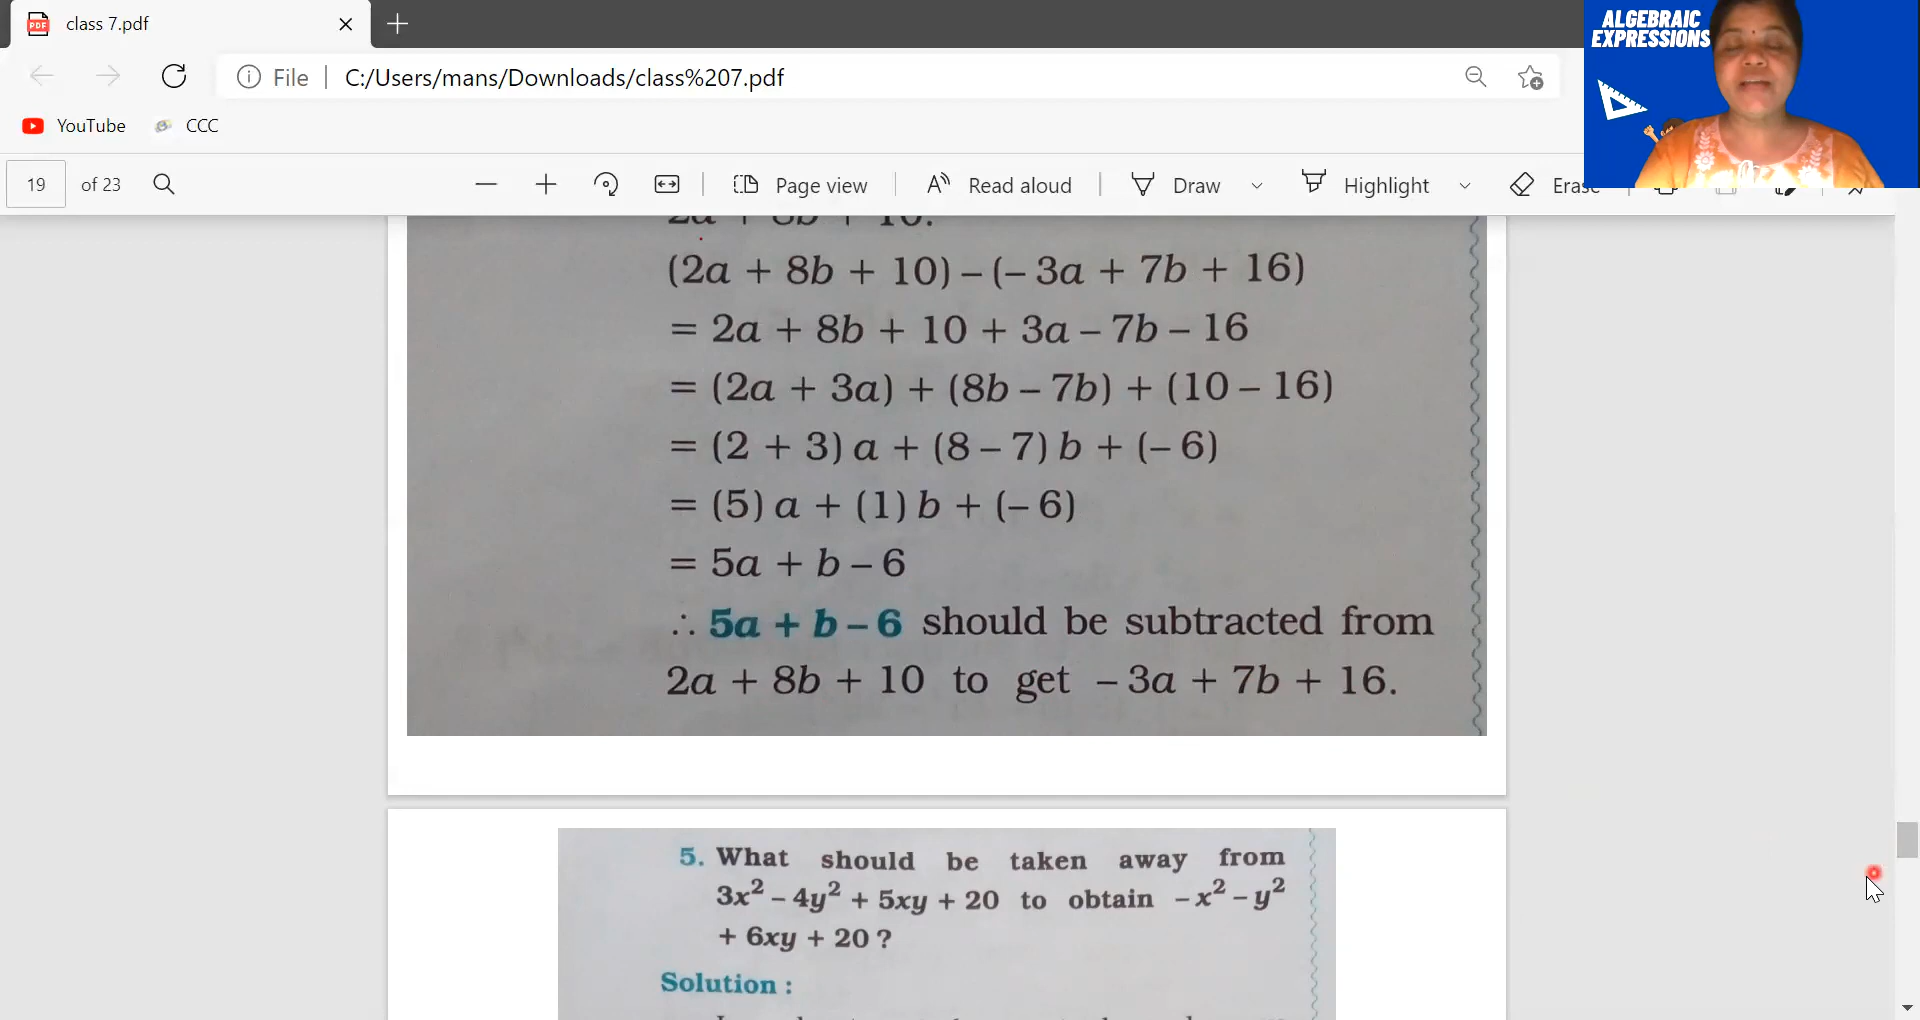 class 7.pdf
File
C:/Users/mans/Downloads/class%207.pdf
YouTube
CCC
ALGEBRAIC
EXPRESSIONS
19 of 23
Page view
Read aloud
Draw
Highlight
Erase
2a + 8b + 10.
(2a + 8b + 10) – (– 3a + 7b + 16)
= 2a + 8b + 10 + 3a – 7b – 16
= (2a + 3a) + (8b – 7b) + (10 – 16)
= (2 + 3) a + (8 – 7) b + (– 6)
= (5) a + (1) b + (– 6)
= 5a + b – 6
∴ 5a + b – 6 should be subtracted from
2a + 8b + 10 to get – 3a + 7b + 16.
5. What should be taken away from
3x² – 4y² + 5xy + 20 to obtain – x² – y²
+ 6xy + 20 ?
Solution :